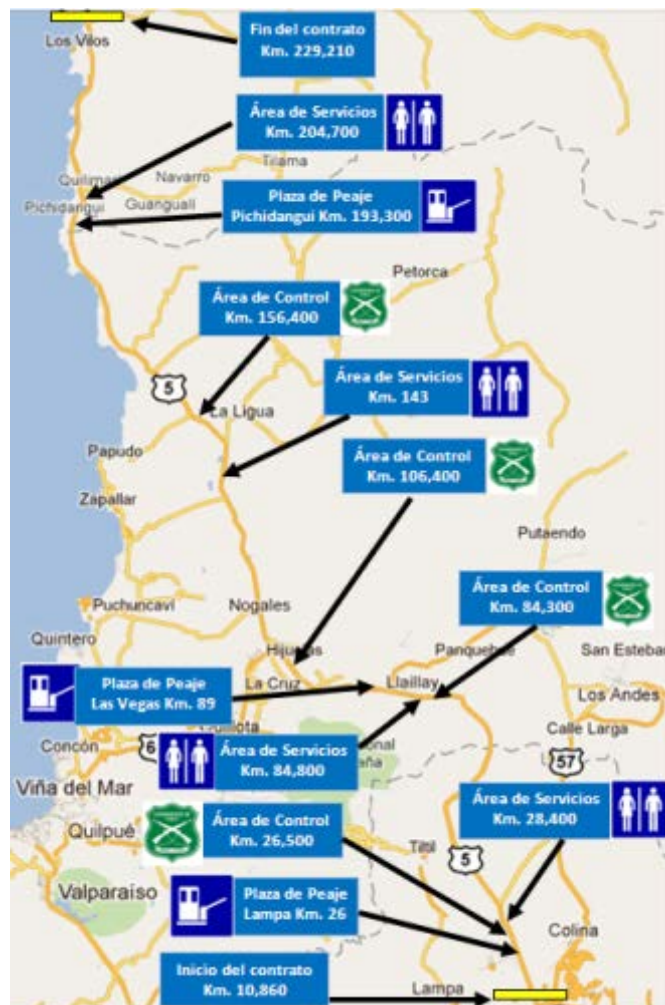 Fin del contrato
Km. 229,210
Los Vilos
Área de Servicios
Km. 204,700
Tilama
Navarro
Guanguali
Pichidangui
Plaza de Peaje
Pichidangui Km. 193,300
Petorca
Área de Control
Km. 156,400
5
La Ligua
Área de Servicios
Km. 143
Papudo
Zapallar
Área de Control
Km. 106,400
Putaendo
Área de Control
Km. 84,300
Puchuncaví
Nogales
Quintero
Panquehue
San Esteban
Plaza de Peaje
Las Vegas Km. 89
La Cruz
Llaillay
Los Andes
Calle Larga
Concón
6
Área de Servicios
Km. 84,800
57
Viña del Mar
Área de Servicios
Km. 28,400
Quilpué
Área de Control
Km. 26,500
Tiltil
5
Valparaíso
Plaza de Peaje
Lampa Km. 26
Colina
Inicio del contrato
Km. 10,860
Lampa